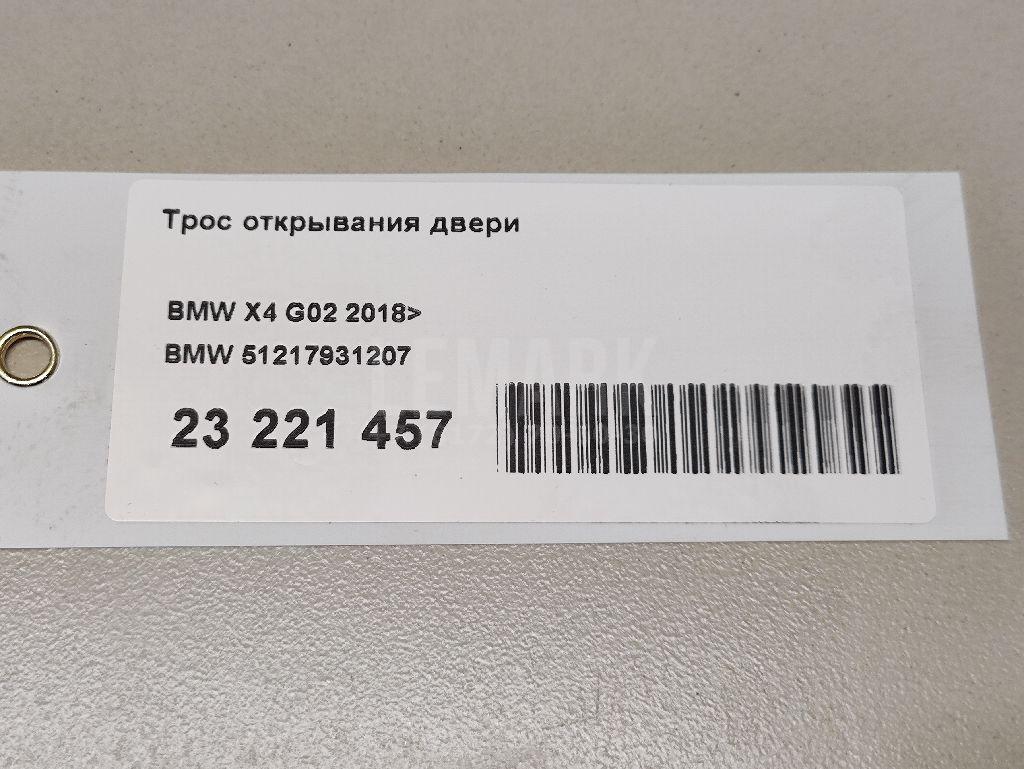 Трос открывания двери
BMW X4 G02 2018>
BMW 51217931207
23 221 457